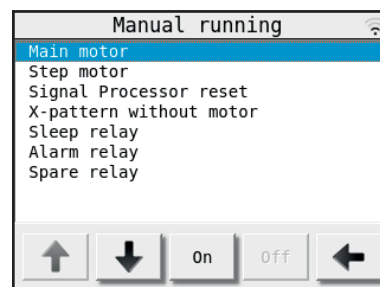 Manual running
Main motor
Step motor
Signal Processor reset
X-pattern without motor
Sleep relay
Alarm relay
Spare relay
On
Off